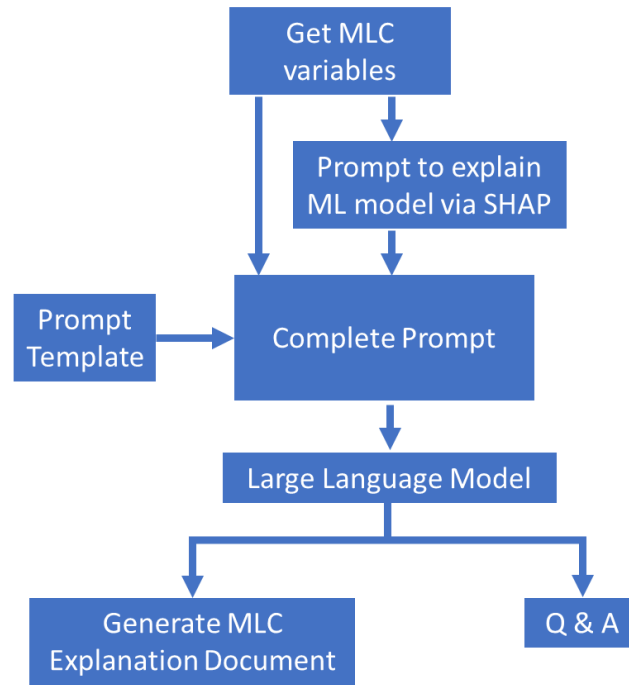 Get MLC
variables
Prompt to explain
ML model via SHAP
Prompt
Template
Complete Prompt
Large Language Model
Generate MLC
Explanation Document
Q & A